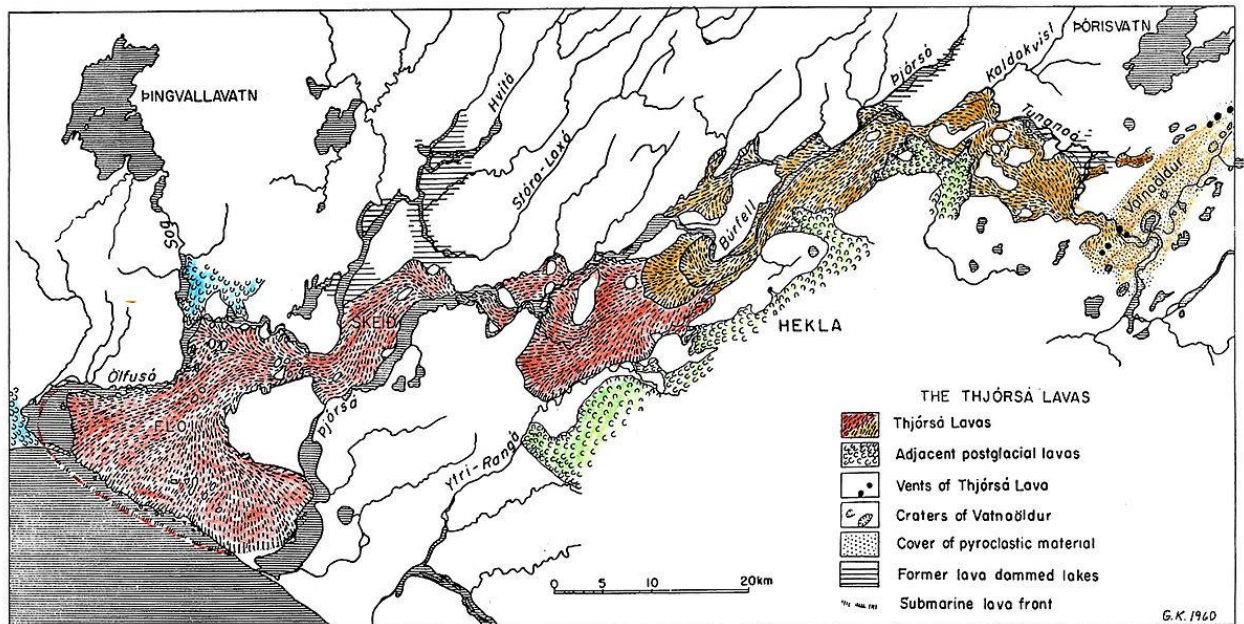 ÞINGVALLAVATN
Sog
Hvítá
Stóra-Laxá
Þjórsá
Kaldakvísl
ÞÓRISVATN
Tungnaá
Vatnaöldur
Búrfell
HEKLA
SKEIÐ
Ölfusá
FLÓI
Þjórsá
Ytri-Rangá
THE THJÓRSÁ LAVAS
Thjórsá Lavas
Adjacent postglacial lavas
Vents of Thjórsá Lava
Craters of Vatnaöldur
Cover of pyroclastic material
Former lava dammed lakes
Submarine lava front
0 5 10 20km
G.K. 1960